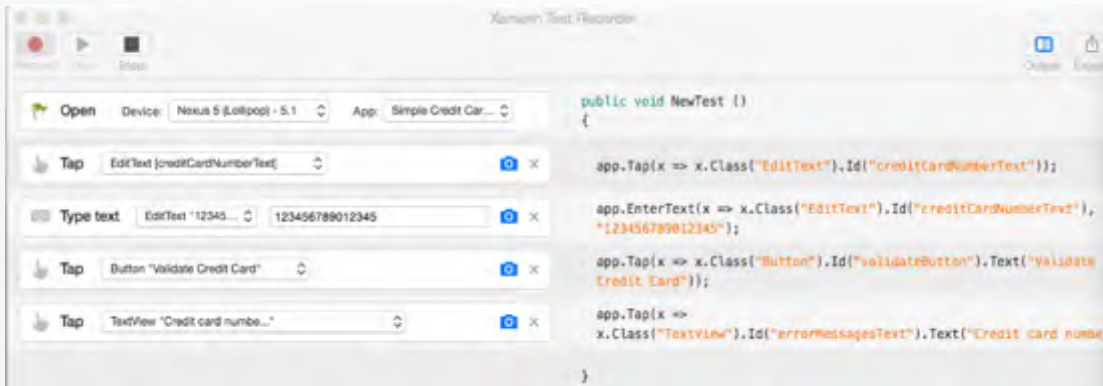 Xamarin Test Recorder
Open Device: Nexus 5 (Lollipop) - 5.1 App: Simple Credit Car...
Tap EditText [creditCardNumberText]
Type text EditText "12345... 123456789012345
Tap Button "Validate Credit Card"
Tap TextView "Credit card numbe..."
public void NewTest ()
{
app.Tap(x => x.Class("EditText").Id("creditCardNumberText"));
app.EnterText(x => x.Class("EditText").Id("creditCardNumberText"),
"123456789012345");
app.Tap(x => x.Class("Button").Id("validateButton").Text("Validate
Credit Card"));
app.Tap(x =>
x.Class("TextView").Id("errorMessagesText").Text("Credit card numbe
}